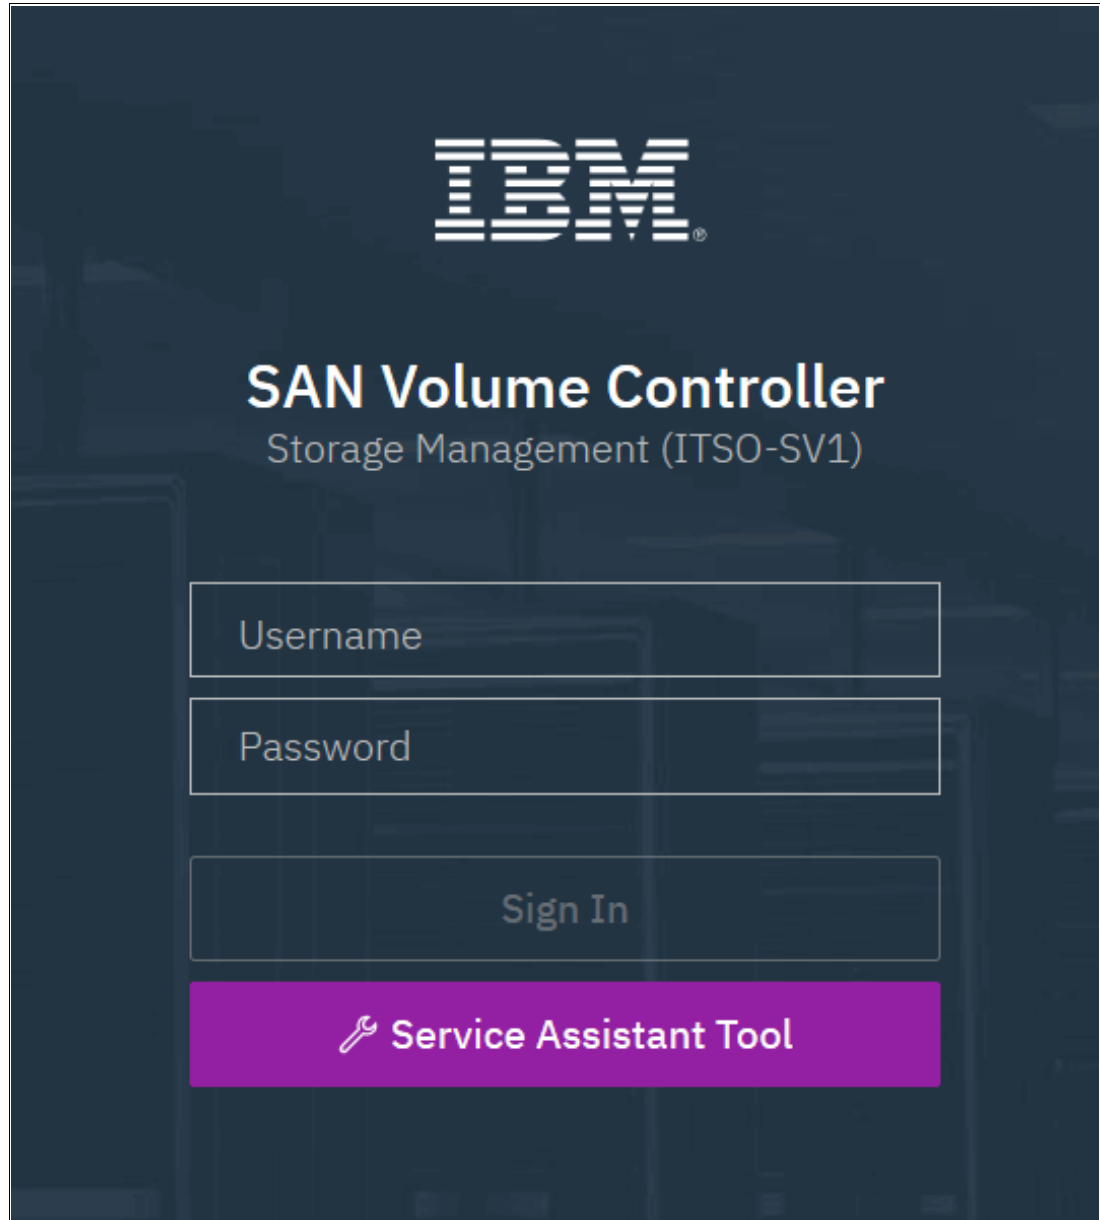 IBM®
SAN Volume Controller
Storage Management (ITSO-SV1)
Username
Password
Sign In
Service Assistant Tool